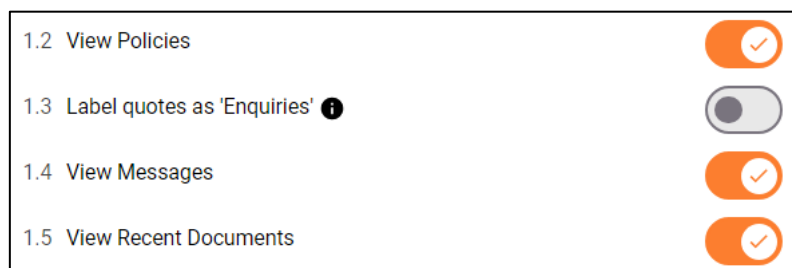 1.2 View Policies
1.3 Label quotes as 'Enquiries'
1.4 View Messages
1.5 View Recent Documents